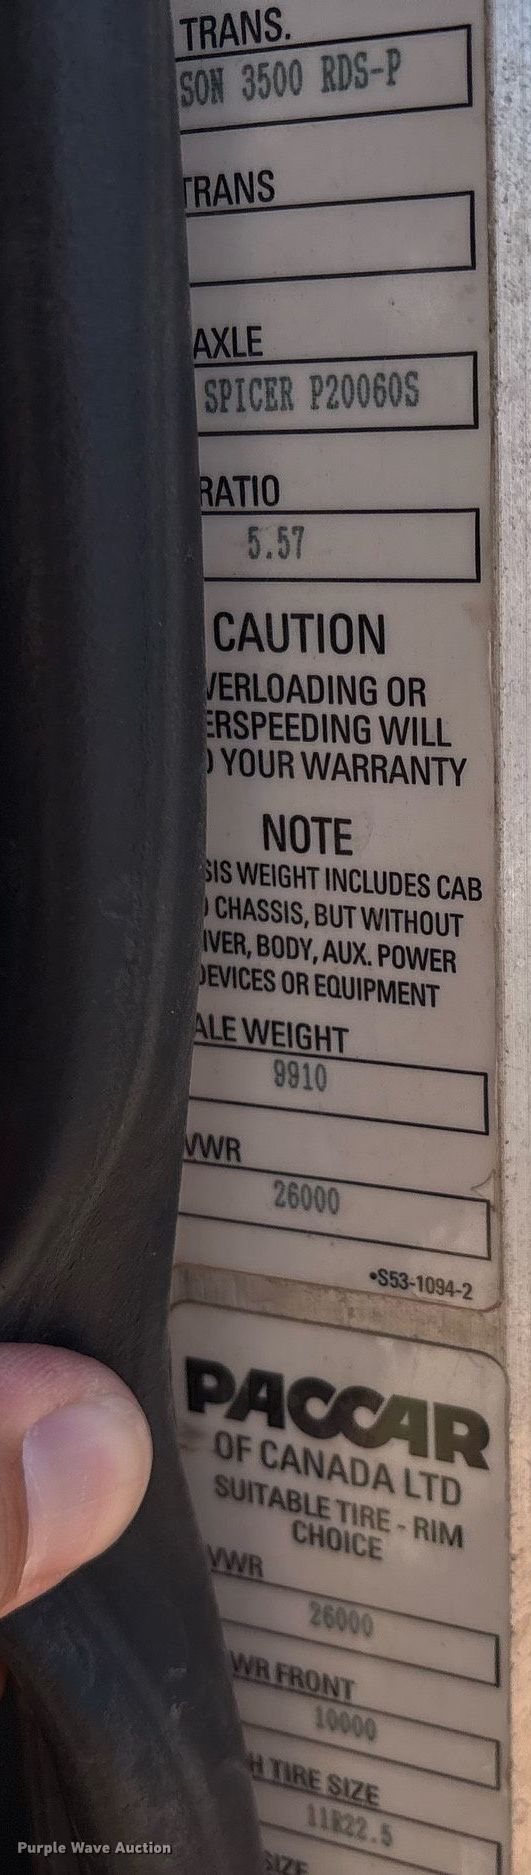 TRANS.
SON 3500 RDS-P
TRANS
AXLE
SPICER P20060S
RATIO
5.57
CAUTION
VERLOADING OR
ERSPEEDING WILL
D YOUR WARRANTY
NOTE
SIS WEIGHT INCLUDES CAB
D CHASSIS, BUT WITHOUT
IVER, BODY, AUX. POWER
DEVICES OR EQUIPMENT
ALE WEIGHT
9910
VWR
26000
•S53-1094-2
PACCAR
OF CANADA LTD
SUITABLE TIRE - RIM
CHOICE
VWR
26000
WR FRONT
10000
H TIRE SIZE
11R22.5
SIZE
Purple Wave Auction